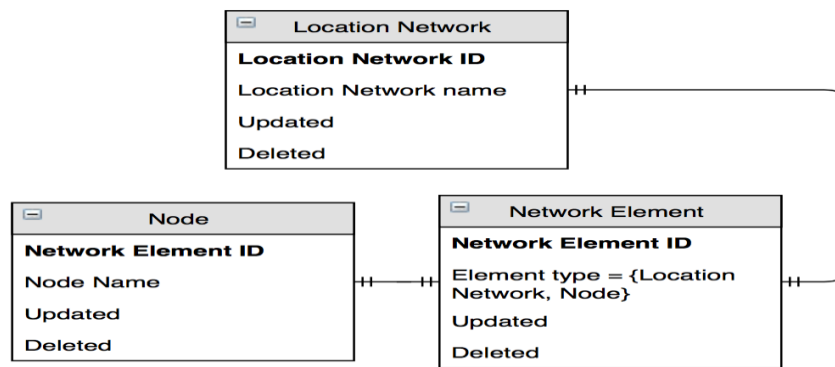 Location Network
Location Network ID
Location Network name
Updated
Deleted
Node
Network Element ID
Node Name
Updated
Deleted
Network Element
Network Element ID
Element type = {Location
Network, Node}
Updated
Deleted